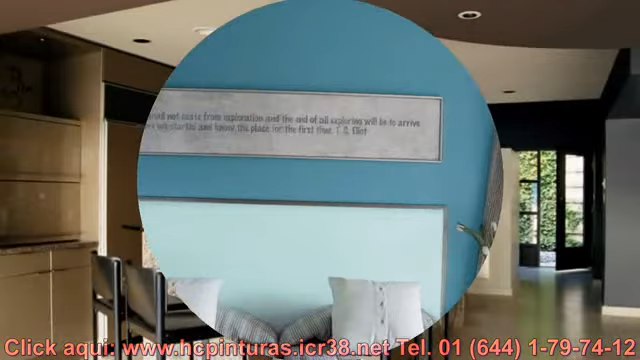 shall not cease from exploration and the end of all exploring will be to arrive
we started and know the place for the first time. T. S. Eliot
Click aqui: www.hcpinturas.icr38.net Tel. 01 (644) 1-79-74-12